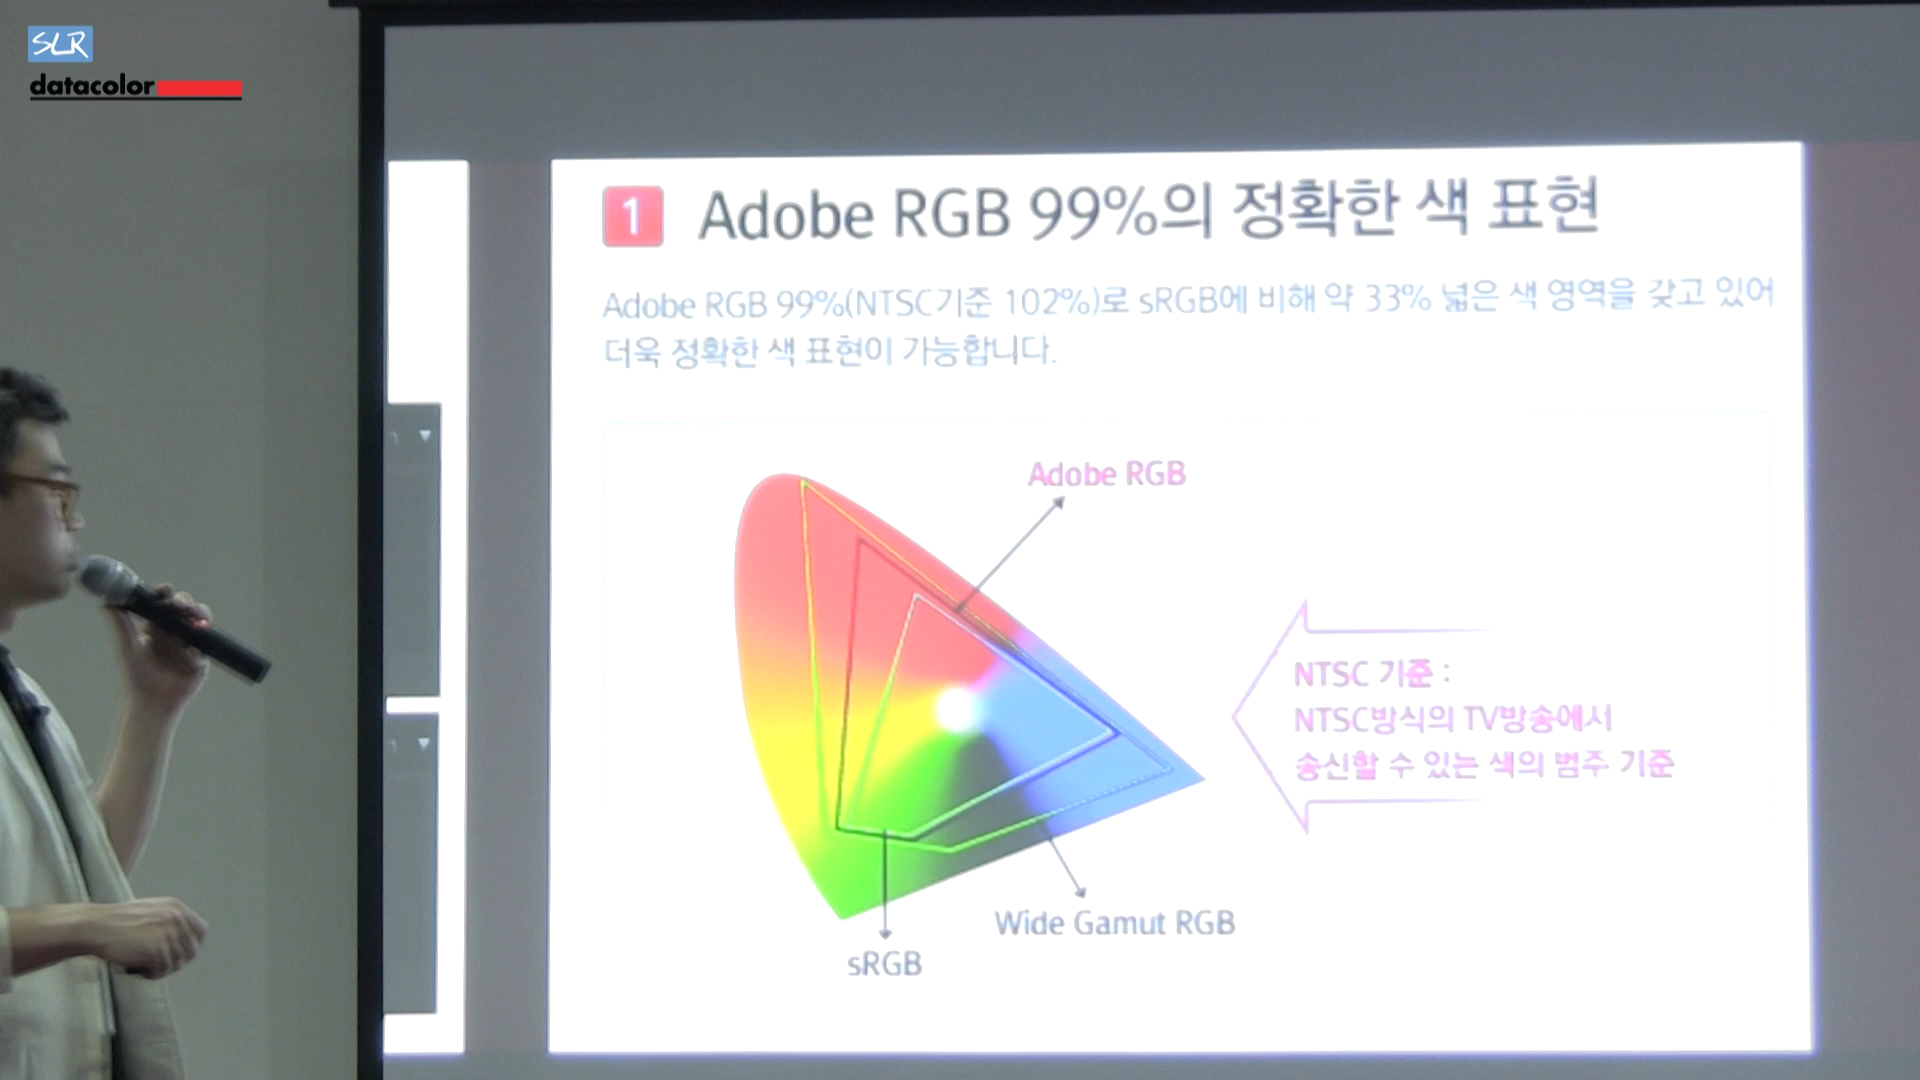 SLR
datacolor
1 Adobe RGB 99%의 정확한 색 표현
Adobe RGB 99%(NTSC기준 102%)로 sRGB에 비해 약 33% 넓은 색 영역을 갖고 있어
더욱 정확한 색 표현이 가능합니다.
Adobe RGB
NTSC 기준 :
NTSC방식의 TV방송에서
송신할 수 있는 색의 범주 기준
Wide Gamut RGB
sRGB